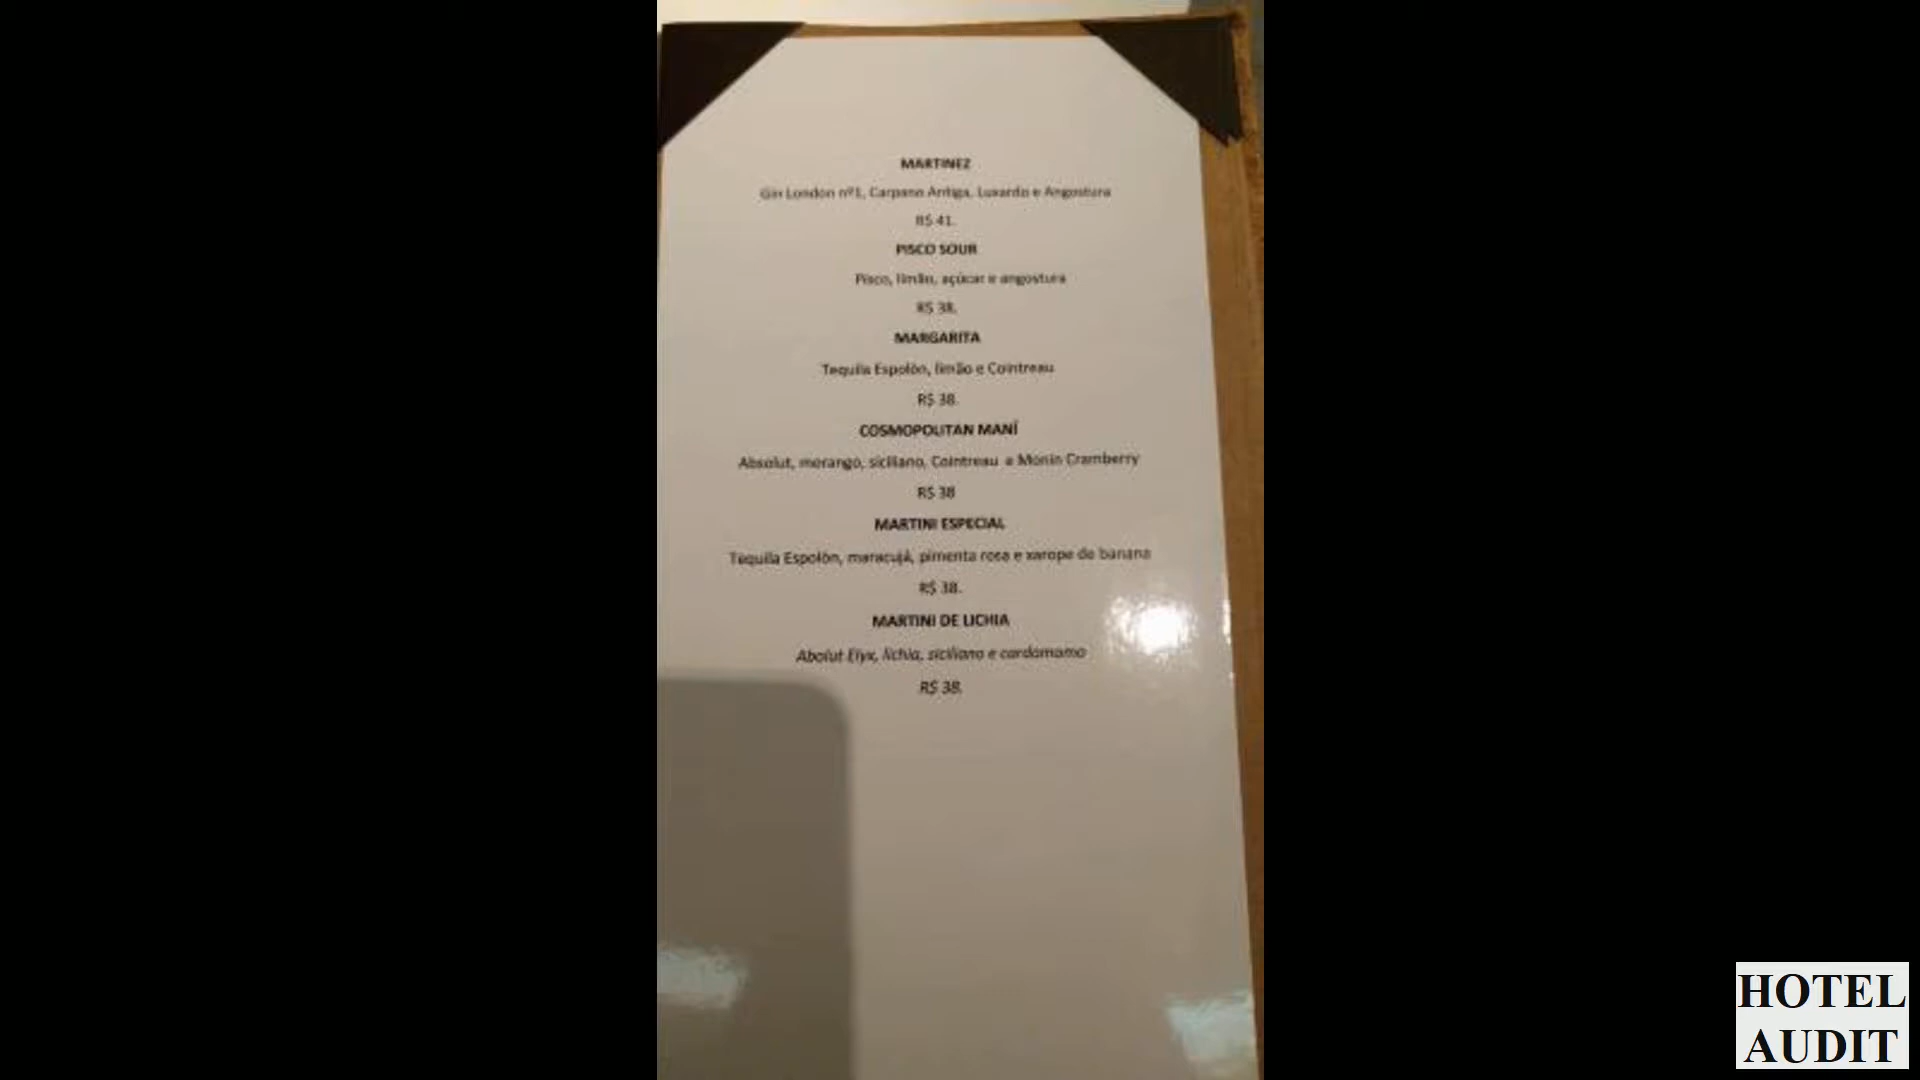 MARTINEZ
Gin London nº1, Carpano Antiga, Luxardo e Angostura
R$ 41.
PISCO SOUR
Pisco, limão, açúcar e angostura
R$ 38.
MARGARITA
Tequila Espolòn, limão e Cointreau
R$ 38.
COSMOPOLITAN MANÍ
Absolut, morango, siciliano, Cointreau e Monin Cramberry
R$ 38
MARTINI ESPECIAL
Tequila Espolòn, maracujá, pimenta rosa e xarope de banana
R$ 38.
MARTINI DE LICHIA
Abolut Elyx, lichia, siciliano e cardamomo
R$ 38.
HOTEL
AUDIT